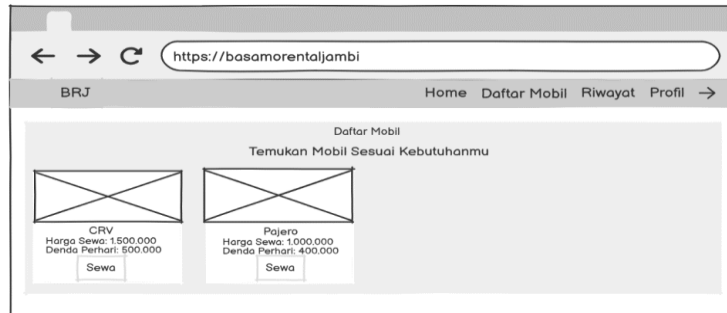 https://basamorentaljambi
BRJ Home Daftar Mobil Riwayat Profil
Daftar Mobil
Temukan Mobil Sesuai Kebutuhanmu
CRV
Harga Sewa: 1.500.000
Denda Perhari: 500.000
Sewa
Pajero
Harga Sewa: 1.000.000
Denda Perhari: 400.000
Sewa